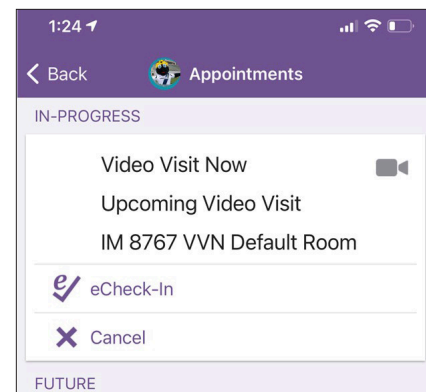 1:24
Back
Appointments
IN-PROGRESS
Video Visit Now
Upcoming Video Visit
IM 8767 VVN Default Room
eCheck-In
Cancel
FUTURE